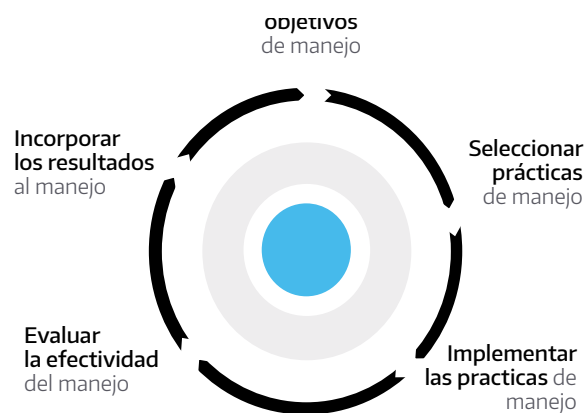 objetivos
de manejo
Seleccionar
prácticas
de manejo
Implementar
las practicas de
manejo
Evaluar
la efectividad
del manejo
Incorporar
los resultados
al manejo